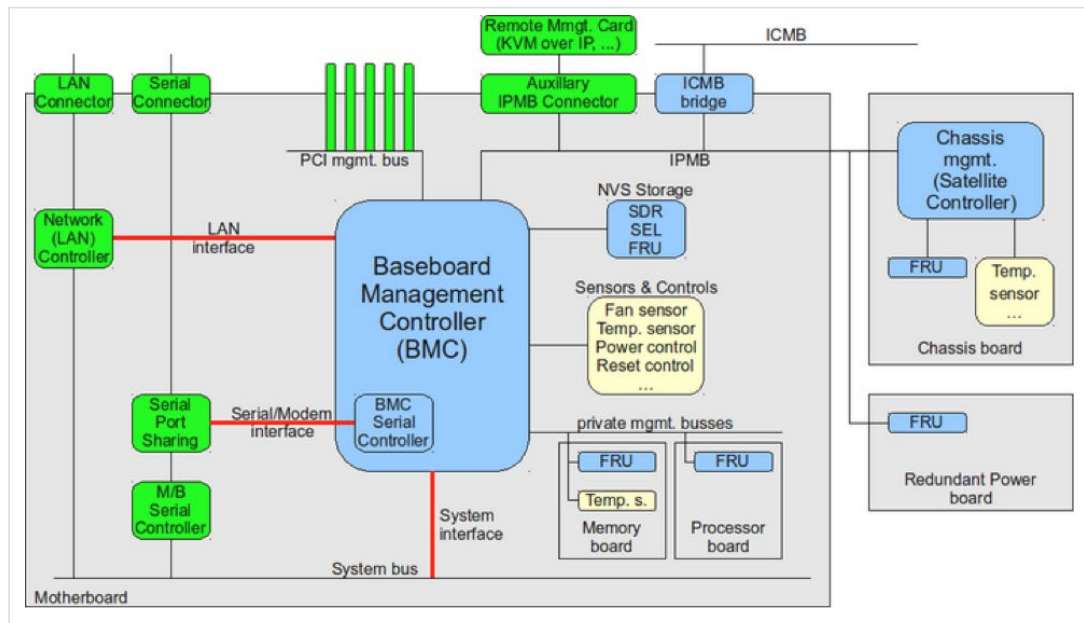 Remote Mmgt. Card
(KVM over IP, ...)
ICMB
LAN
Connector
Serial
Connector
Auxillary
IPMB Connector
ICMB
bridge
PCI mgmt. bus
IPMB
Chassis
mgmt.
(Satellite
Controller)
NVS Storage
SDR
SEL
FRU
Network
(LAN)
Controller
LAN
interface
Baseboard
Management
Controller
(BMC)
FRU
Temp.
sensor
...
Chassis board
Sensors & Controls
Fan sensor
Temp. sensor
Power control
Reset control
...
Serial
Port
Sharing
Serial/Modem
interface
BMC
Serial
Controller
private mgmt. busses
FRU
Temp. s.
Memory
board
FRU
Processor
board
FRU
Redundant Power
board
M/B
Serial
Controller
System
interface
System bus
Motherboard